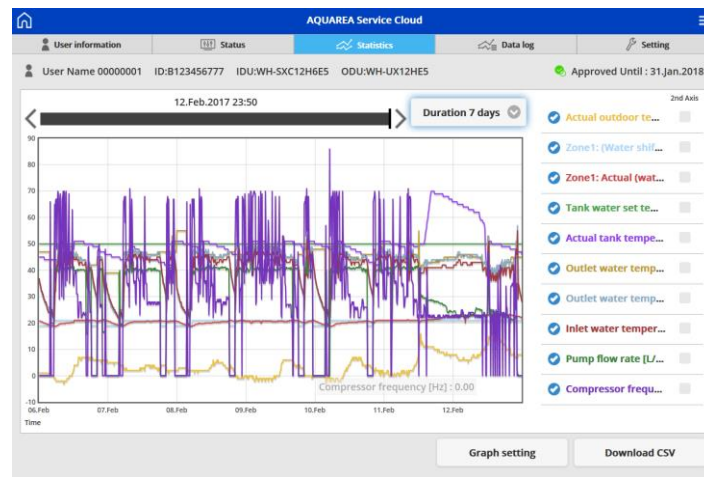 AQUAREA Service Cloud
User information Status Statistics Data log Setting
User Name 00000001 ID:B123456777 IDU:WH-SXC12H6E5 ODU:WH-UX12HE5 Approved Until : 31.Jan.2018
12.Feb.2017 23:50 Duration 7 days
2nd Axis
Actual outdoor te...
Zone1: (Water shif...
Zone1: Actual (wat...
Tank water set te...
Actual tank tempe...
Outlet water temp...
Outlet water temp...
Inlet water temper...
Pump flow rate [L/...
Compressor frequ...
90
80
70
60
50
40
30
20
10
0
-10
Compressor frequency [Hz] : 0.00
06.Feb 07.Feb 08.Feb 09.Feb 10.Feb 11.Feb 12.Feb
Time
Graph setting Download CSV